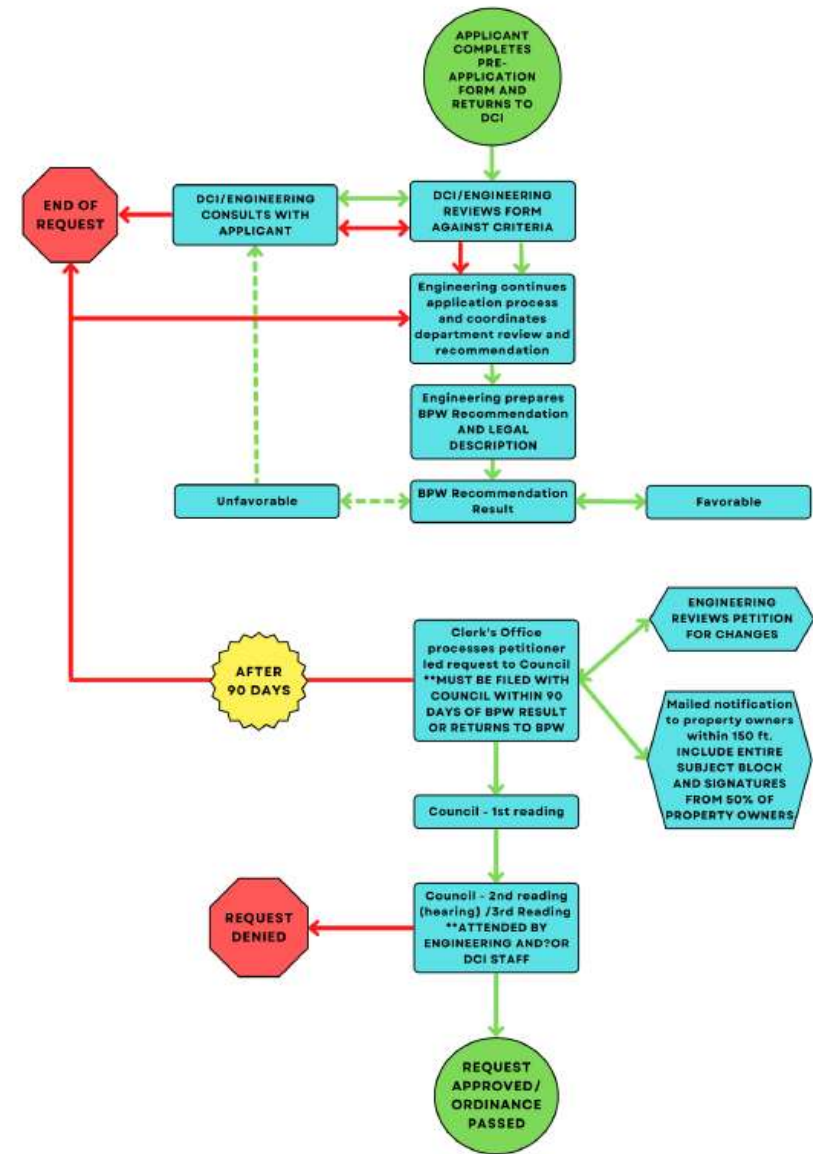 APPLICANT
COMPLETES
PRE-
APPLICATION
FORM AND
RETURNS TO
DCI
END OF
REQUEST
DCI/ENGINEERING
CONSULTS WITH
APPLICANT
DCI/ENGINEERING
REVIEWS FORM
AGAINST CRITERIA
Engineering continues
application process
and coordinates
department review and
recommendation
Engineering prepares
BPW Recommendation
AND LEGAL
DESCRIPTION
Unfavorable
BPW Recommendation
Result
Favorable
AFTER
90 DAYS
Clerk's Office
processes petitioner
led request to Council
**MUST BE FILED WITH
COUNCIL WITHIN 90
DAYS OF BPW RESULT
OR RETURNS TO BPW
ENGINEERING
REVIEWS PETITION
FOR CHANGES
Mailed notification
to property owners
within 150 ft.
INCLUDE ENTIRE
SUBJECT BLOCK
AND SIGNATURES
FROM 50% OF
PROPERTY OWNERS
Council - 1st reading
REQUEST
DENIED
Council - 2nd reading
(hearing) /3rd Reading
**ATTENDED BY
ENGINEERING AND?OR
DCI STAFF
REQUEST
APPROVED/
ORDINANCE
PASSED